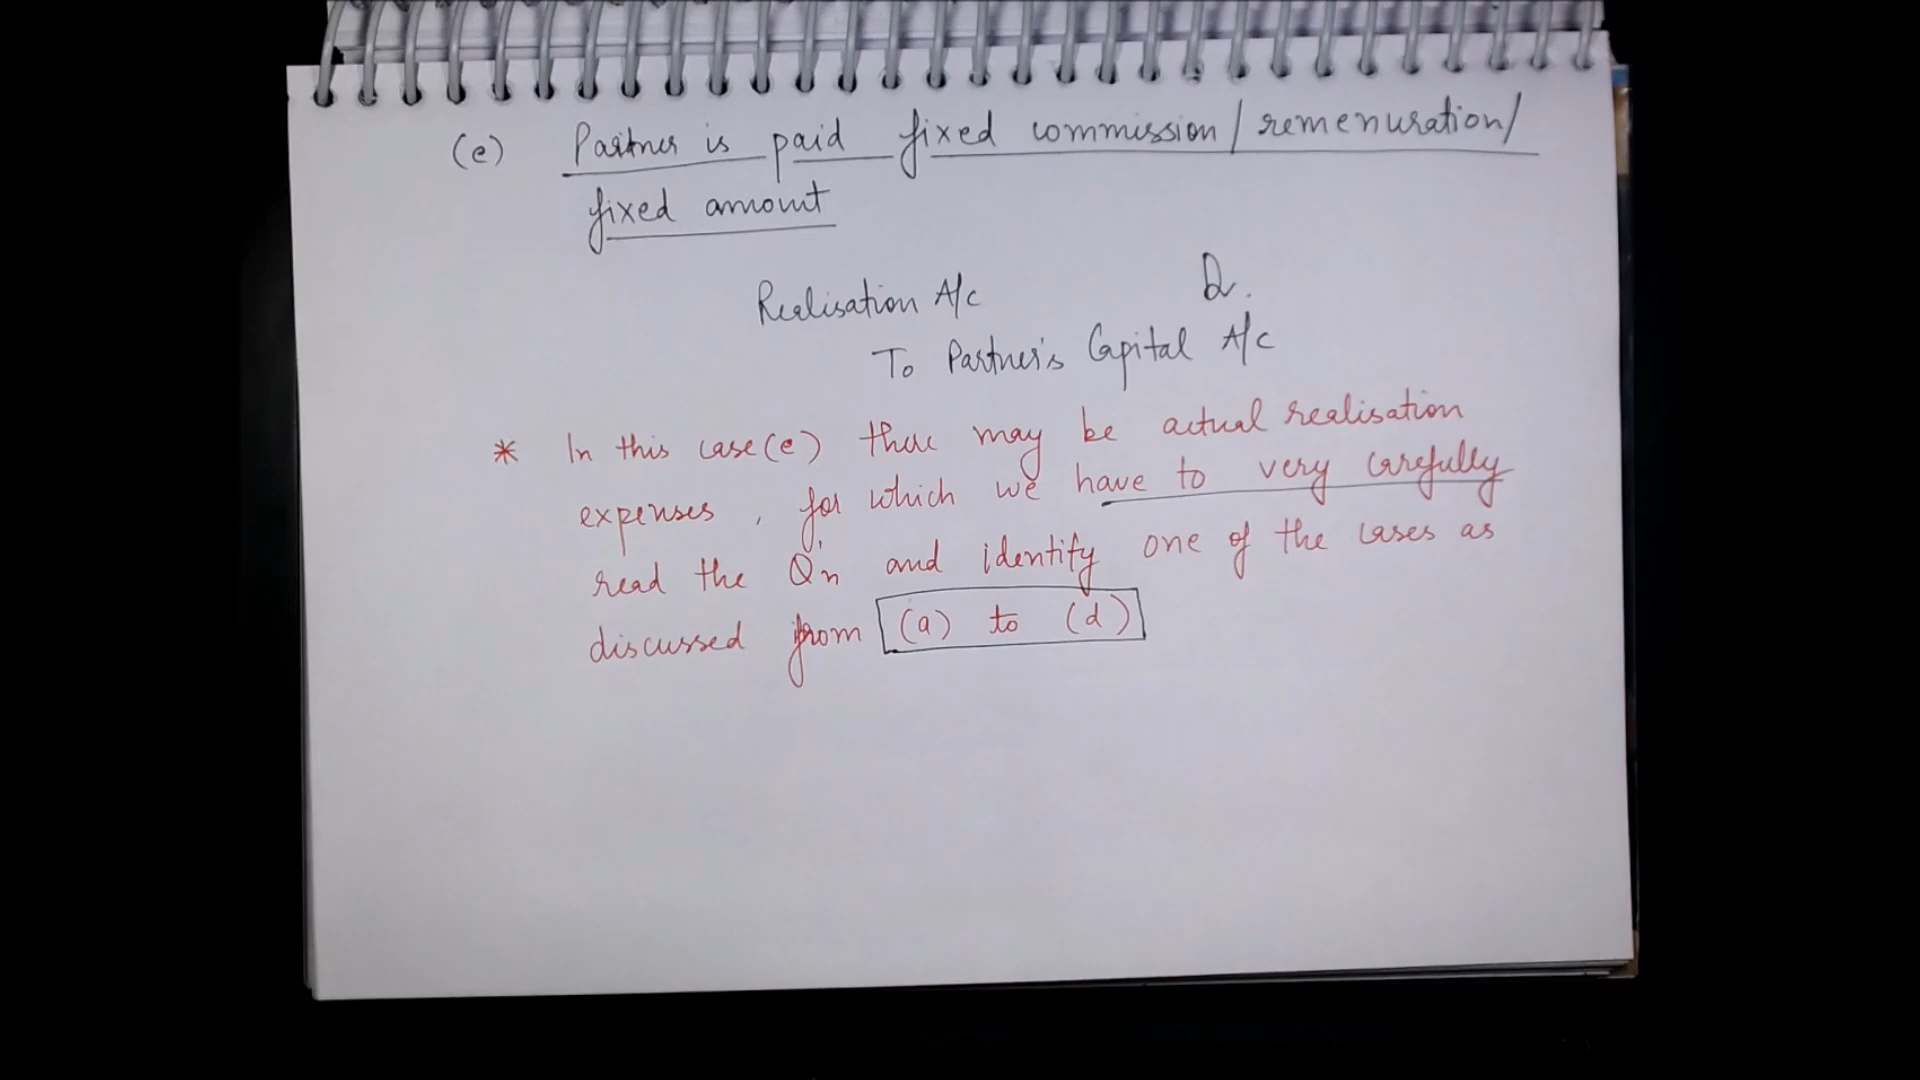 (e) Partner is paid fixed commission / remenuration /
fixed amount
Realisation A/c Dr.
To Partner's Capital A/c
* In this case (e) there may be actual realisation
expenses, for which we have to very carefully
read the Q'n and identify one of the cases as
discussed from (a) to (d)